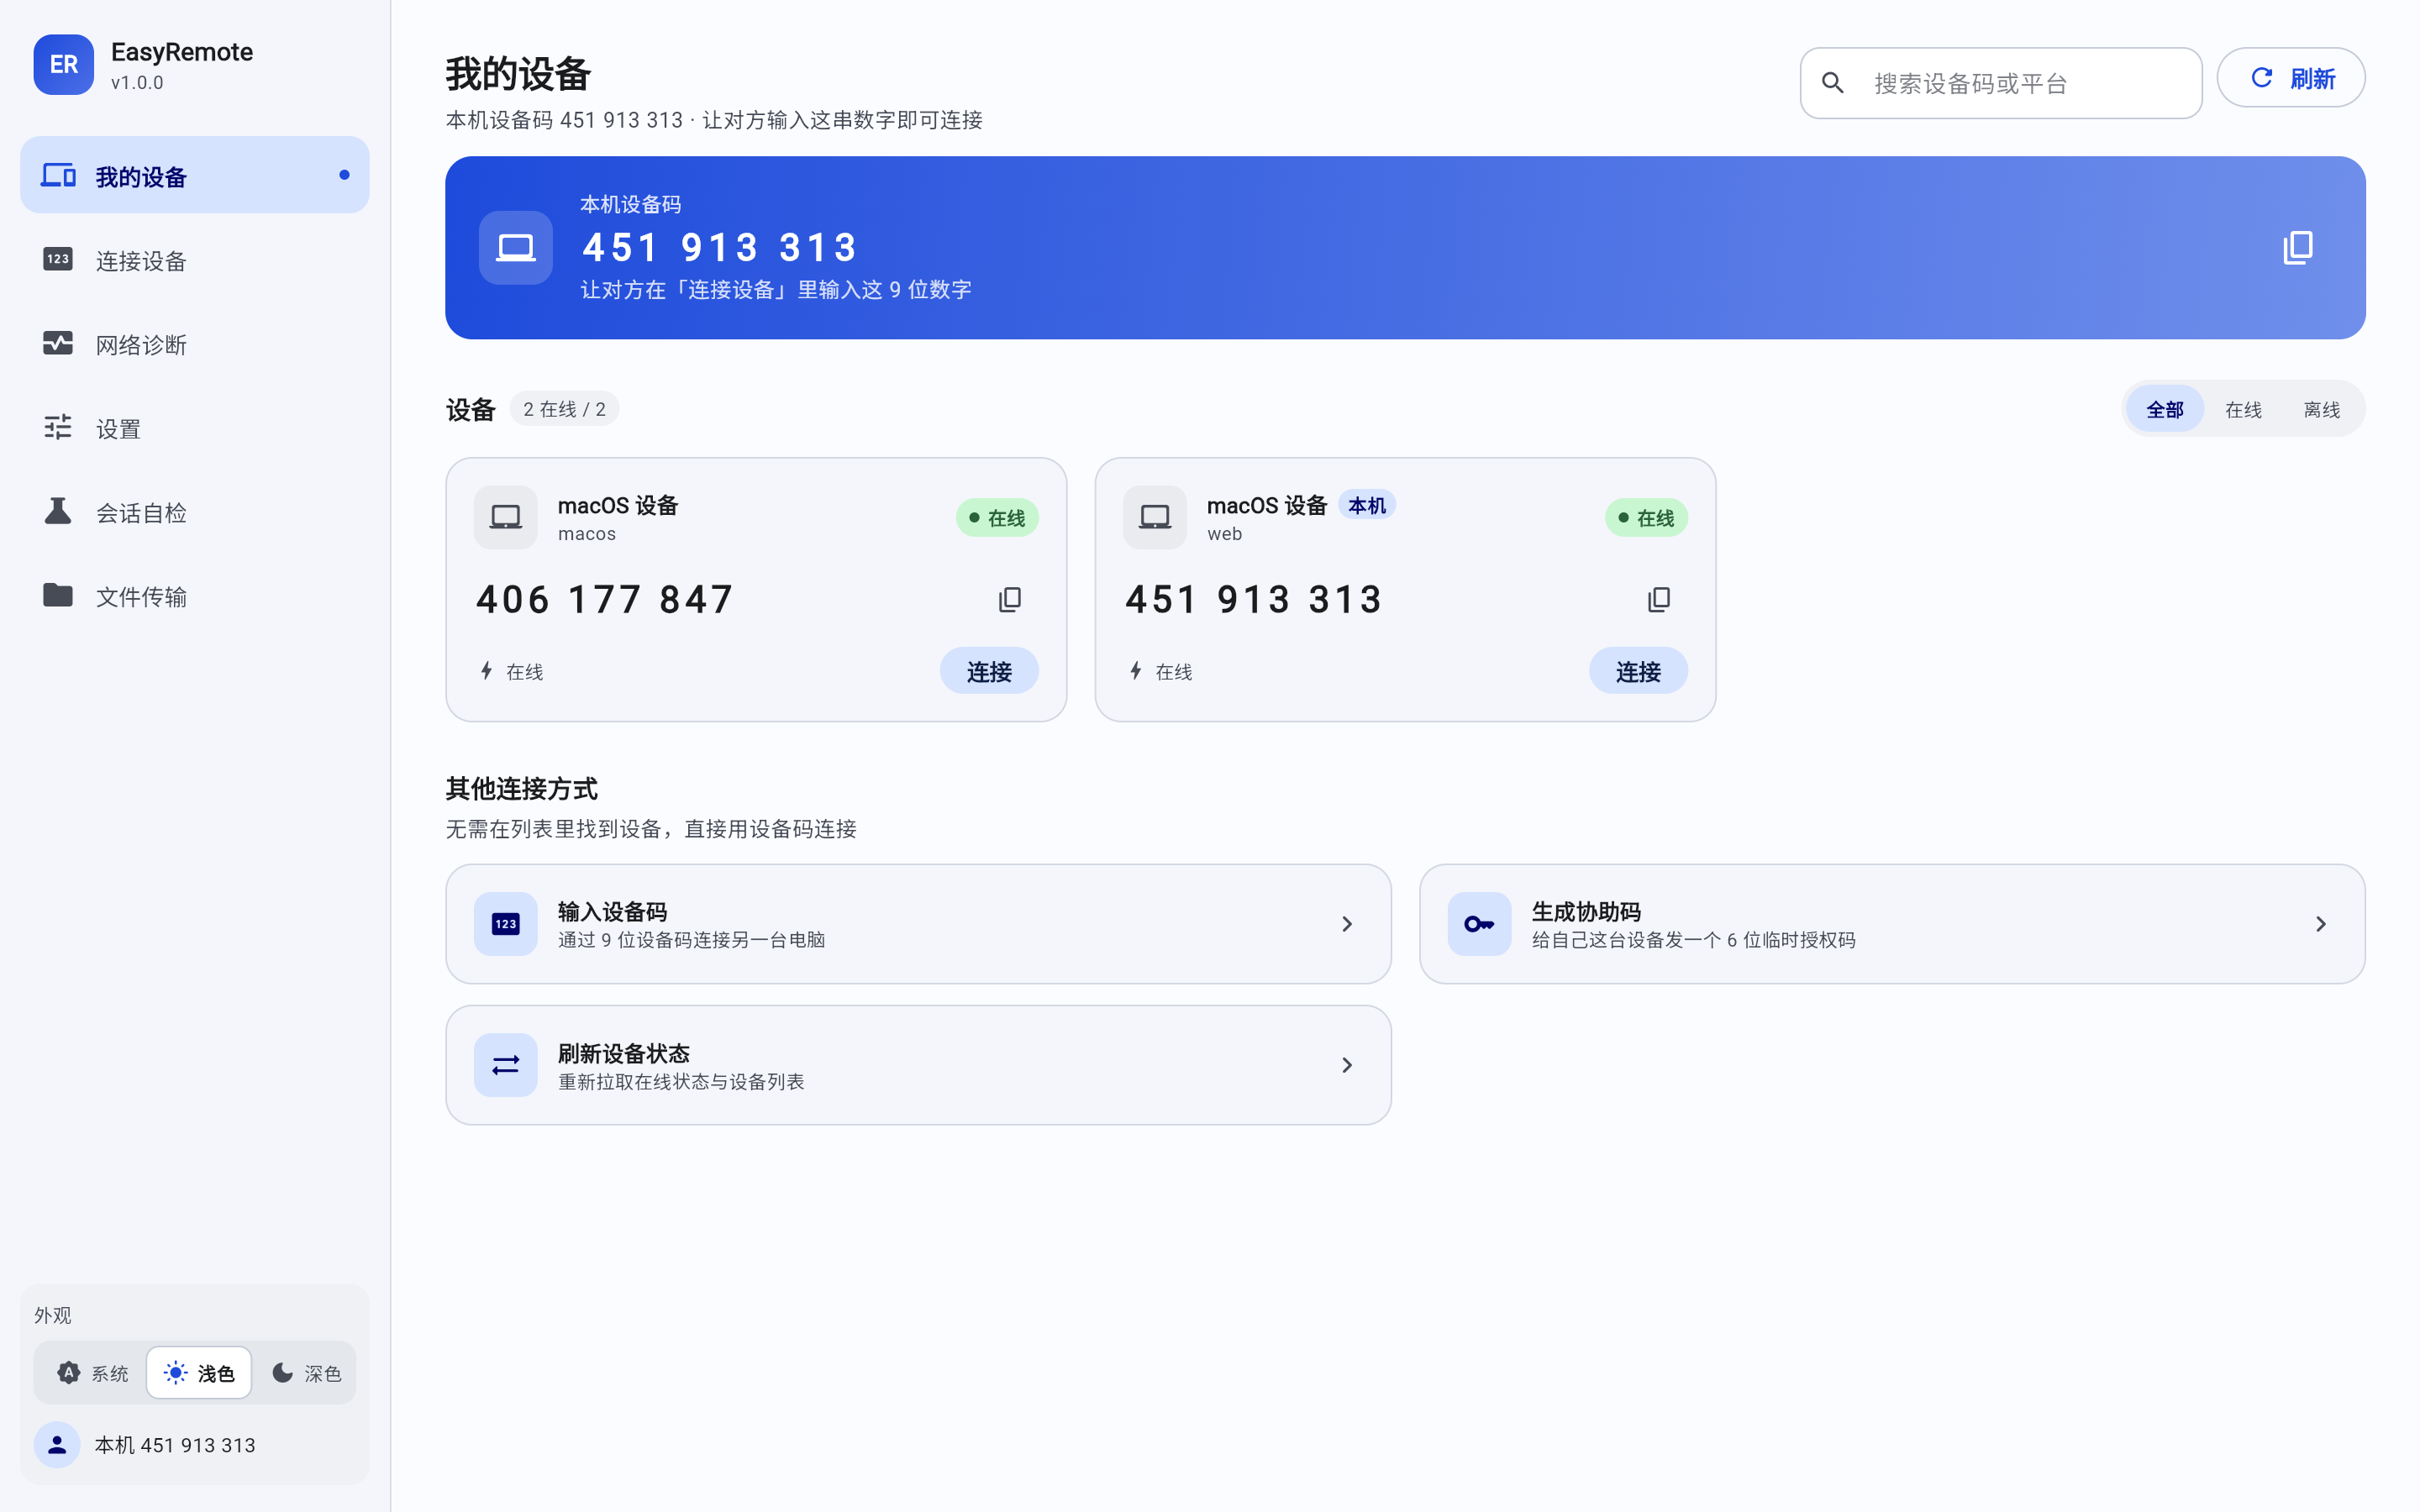 ER
EasyRemote
v1.0.0
我的设备
123 连接设备
网络诊断
设置
会话自检
文件传输
外观
A 系统 浅色 深色
本机 451 913 313
我的设备
本机设备码 451 913 313 · 让对方输入这串数字即可连接
搜索设备码或平台
刷新
本机设备码
451 913 313
让对方在「连接设备」里输入这 9 位数字
设备 2 在线 / 2
全部 在线 离线
macOS 设备
macos
在线
406 177 847
在线
连接
macOS 设备 本机
web
在线
451 913 313
在线
连接
其他连接方式
无需在列表里找到设备，直接用设备码连接
123
输入设备码
通过 9 位设备码连接另一台电脑
生成协助码
给自己这台设备发一个 6 位临时授权码
刷新设备状态
重新拉取在线状态与设备列表